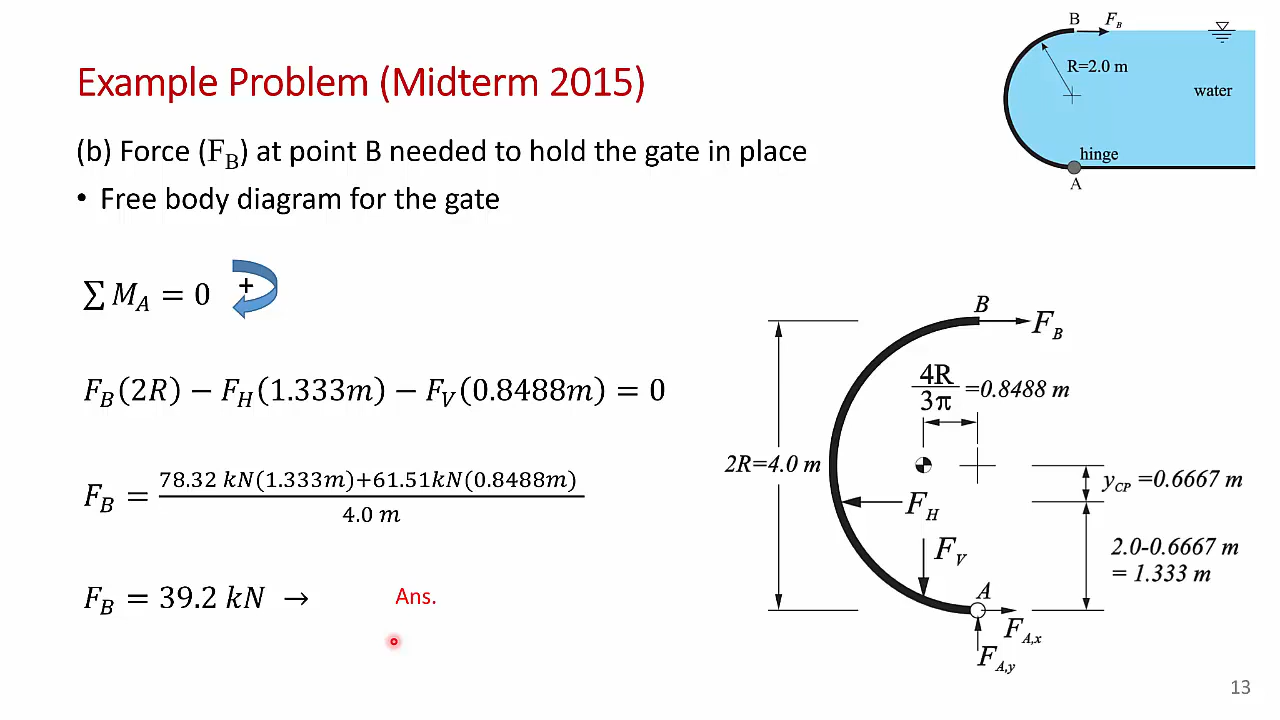 Example Problem (Midterm 2015)
(b) Force (F_B) at point B needed to hold the gate in place
• Free body diagram for the gate
∑ M_A = 0 +
F_B(2R) − F_H(1.333m) − F_V(0.8488m) = 0
F_B = \frac{78.32 kN(1.333m)+61.51kN(0.8488m)}{4.0 m}
F_B = 39.2 kN → Ans.
B F_B
R=2.0 m
water
hinge
A
B
F_B
\frac{4R}{3π} =0.8488 m
2R=4.0 m
y_CP =0.6667 m
F_H
F_V
2.0-0.6667 m
= 1.333 m
A
F_A,x
F_A,y
13